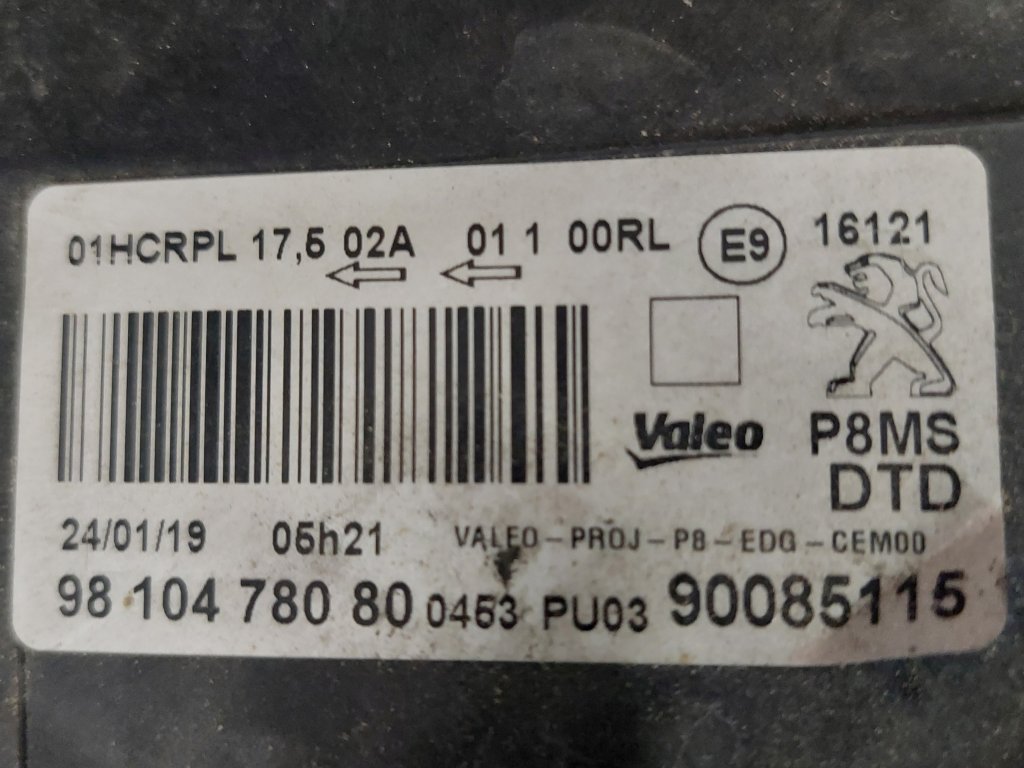 01HCRPL 17,5 02A 01 1 00RL E9 16121
Valeo P8MS
DTD
24/01/19 05h21 VALEO-PROJ-P8-EDG-CEM00
98 104 780 80 0453 PU03 90085115